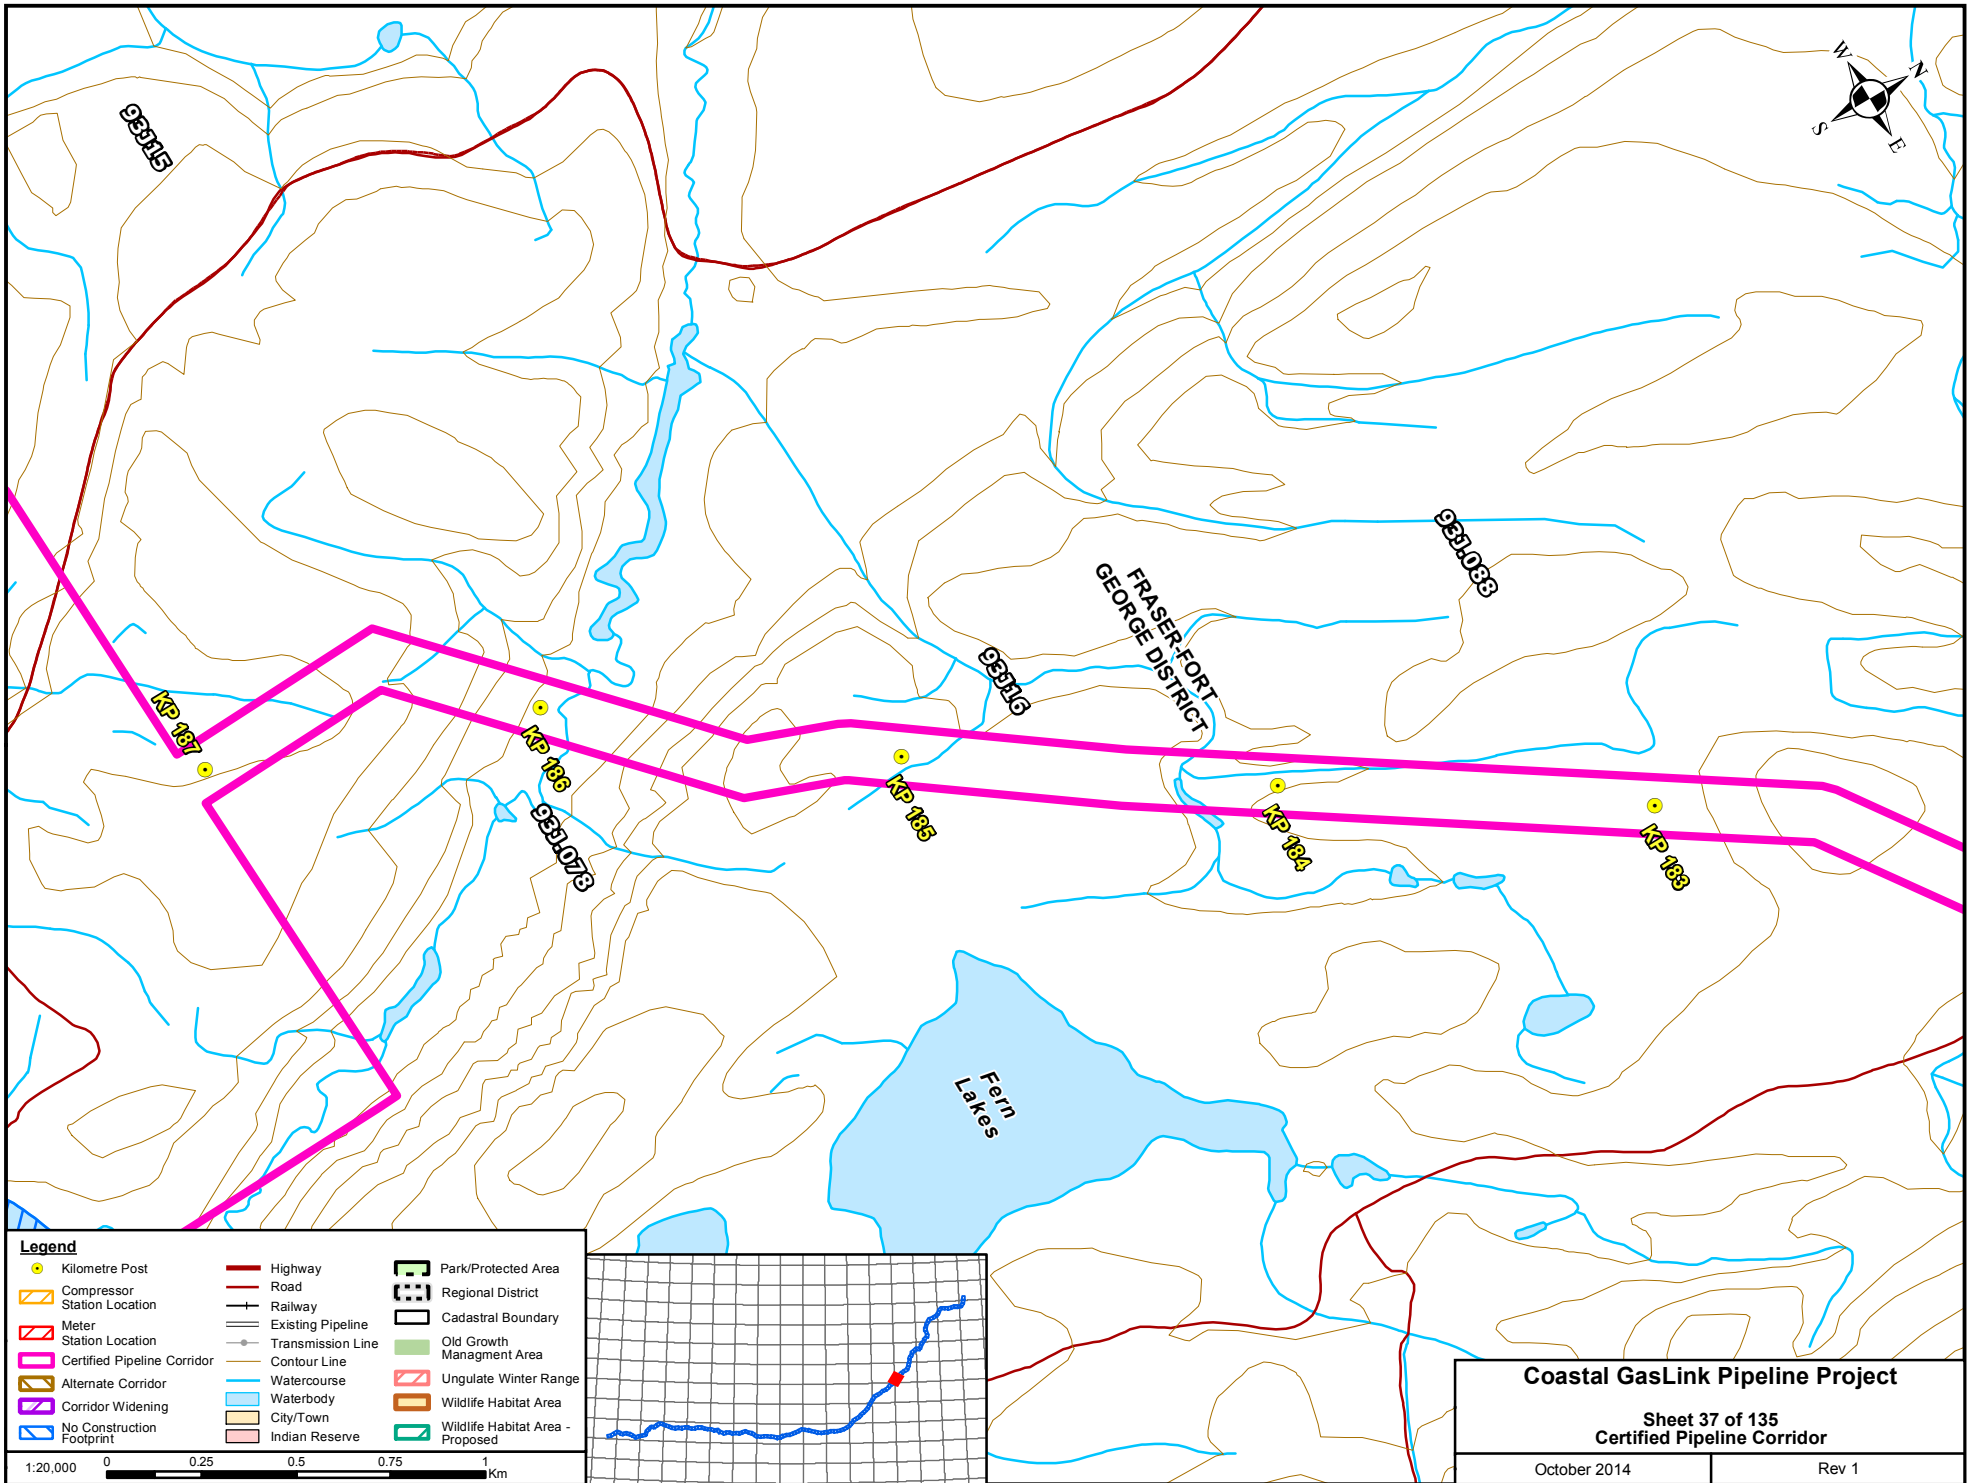 93J15
W
N
S
E
93J.088
FRASER-FORT
GEORGE DISTRICT
93J16
KP 187
KP 186
KP 185
KP 184
KP 183
93J.078
Fern
Lakes
Legend
Kilometre Post
Compressor
Station Location
Meter
Station Location
Certified Pipeline Corridor
Alternate Corridor
Corridor Widening
No Construction
Footprint
Highway
Road
Railway
Existing Pipeline
Transmission Line
Contour Line
Watercourse
Waterbody
City/Town
Indian Reserve
Park/Protected Area
Regional District
Cadastral Boundary
Old Growth
Managment Area
Ungulate Winter Range
Wildlife Habitat Area
Wildlife Habitat Area -
Proposed
1:20,000
0 0.25 0.5 0.75 1
Km
Coastal GasLink Pipeline Project
Sheet 37 of 135
Certified Pipeline Corridor
October 2014
Rev 1